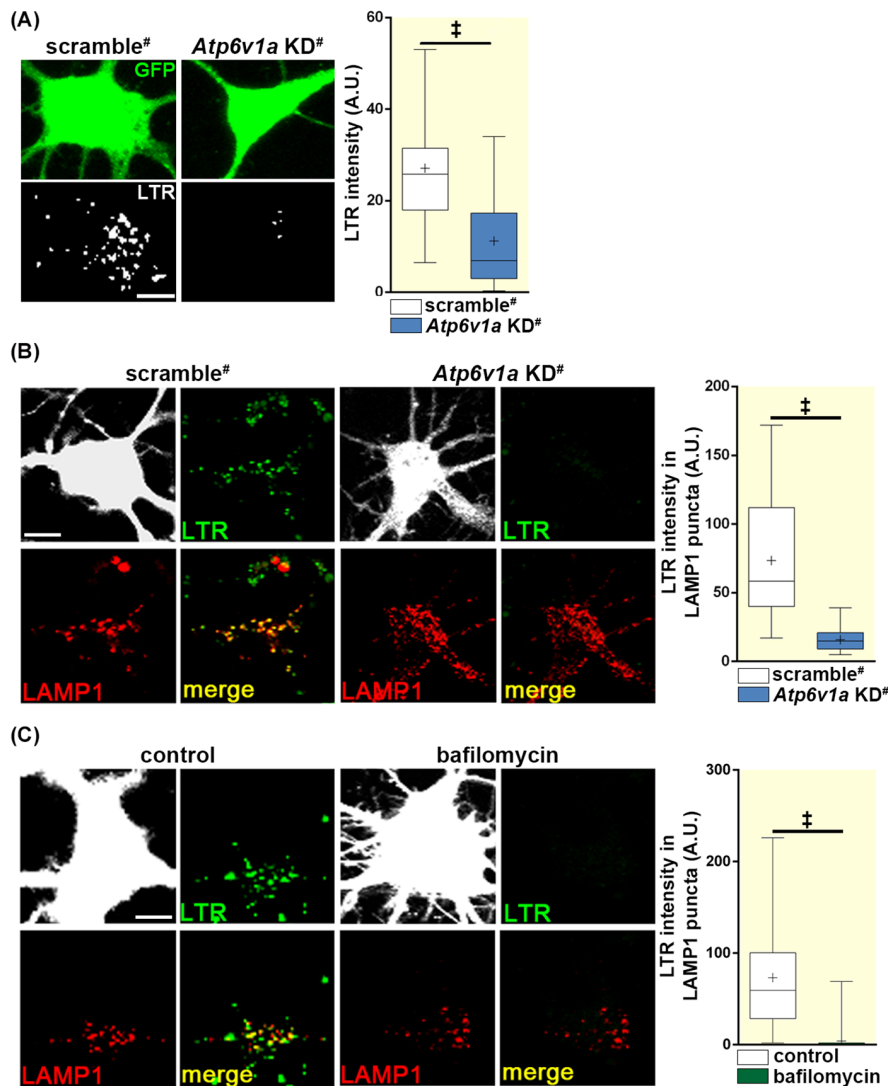 (A)
scramble#
Atp6v1a KD#
GFP
LTR
60
40
20
0
LTR intensity (A.U.)
‡
scramble#
Atp6v1a KD#
(B)
scramble#
Atp6v1a KD#
LTR
LTR
LAMP1
merge
LAMP1
merge
200
150
100
50
0
LTR intensity in
LAMP1 puncta (A.U.)
‡
scramble#
Atp6v1a KD#
(C)
control
bafilomycin
LTR
LTR
LAMP1
merge
LAMP1
merge
300
200
100
0
LTR intensity in
LAMP1 puncta (A.U.)
‡
control
bafilomycin